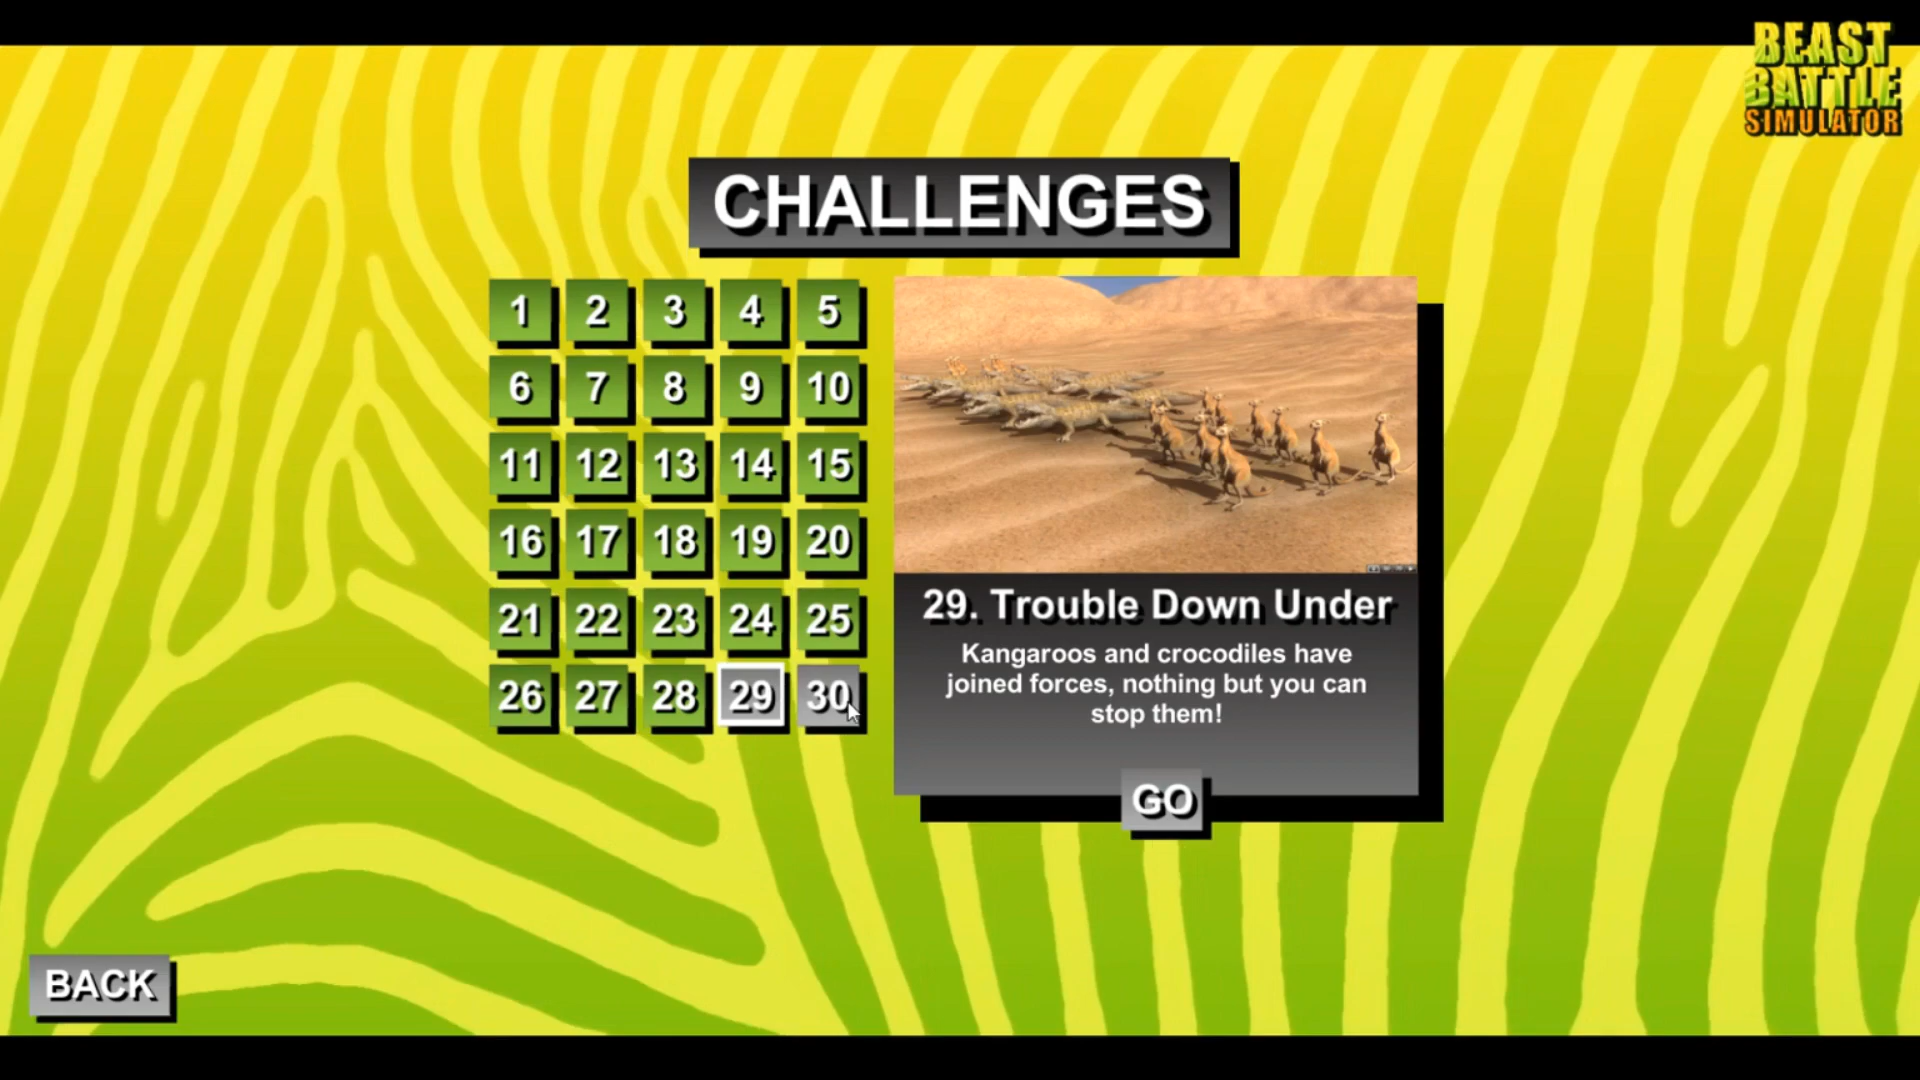 BEAST
BATTLE
SIMULATOR
CHALLENGES
1 2 3 4 5
6 7 8 9 10
11 12 13 14 15
16 17 18 19 20
21 22 23 24 25
26 27 28 29 30
29. Trouble Down Under
Kangaroos and crocodiles have
joined forces, nothing but you can
stop them!
GO
BACK